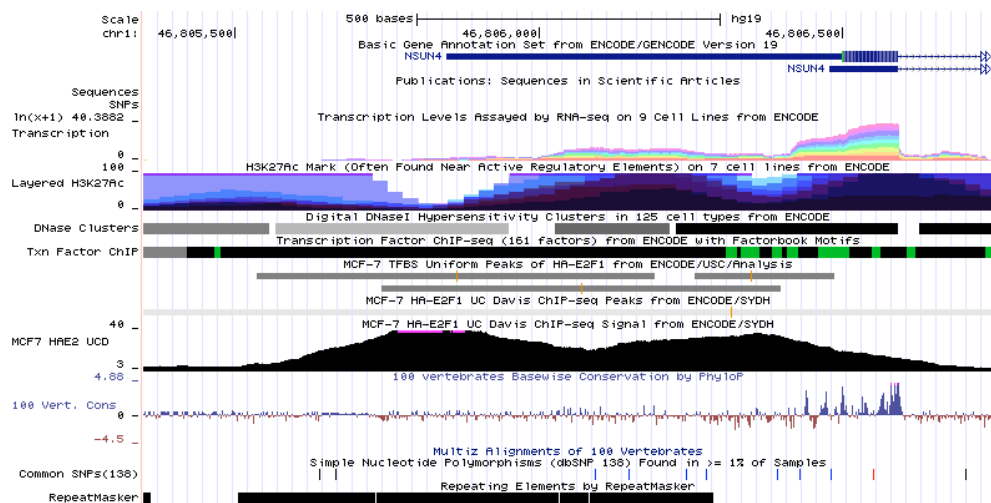 Scale 500 bases hg19
chr1: 46,805,500 46,806,000 46,806,500
Basic Gene Annotation Set from ENCODE/GENCODE Version 19
NSUN4
NSUN4
Publications: Sequences in Scientific Articles
Sequences
SNPs
ln(x+1) 40.3882 _ Transcription Levels Assayed by RNA-seq on 9 Cell Lines from ENCODE
Transcription
0 _
H3K27Ac Mark (Often Found Near Active Regulatory Elements) on 7 cell lines from ENCODE
100 _
Layered H3K27Ac
0 _
Digital DNaseI Hypersensitivity Clusters in 125 cell types from ENCODE
DNase Clusters
Transcription Factor ChIP-seq (161 factors) from ENCODE with Factorbook Motifs
Txn Factor ChIP
MCF-7 TFBS Uniform Peaks of HA-E2F1 from ENCODE/USC/Analysis
MCF-7 HA-E2F1 UC Davis ChIP-seq Peaks from ENCODE/SYDH
MCF-7 HA-E2F1 UC Davis ChIP-seq Signal from ENCODE/SYDH
40 _
MCF7 HAE2 UCD
3 _
4.88 _ 100 vertebrates Basewise Conservation by PhyloP
100 Vert. Cons
0 _
-4.5 _
Multiz Alignments of 100 Vertebrates
Simple Nucleotide Polymorphisms (dbSNP 138) Found in >= 1% of Samples
Common SNPs(138)
Repeating Elements by RepeatMasker
RepeatMasker